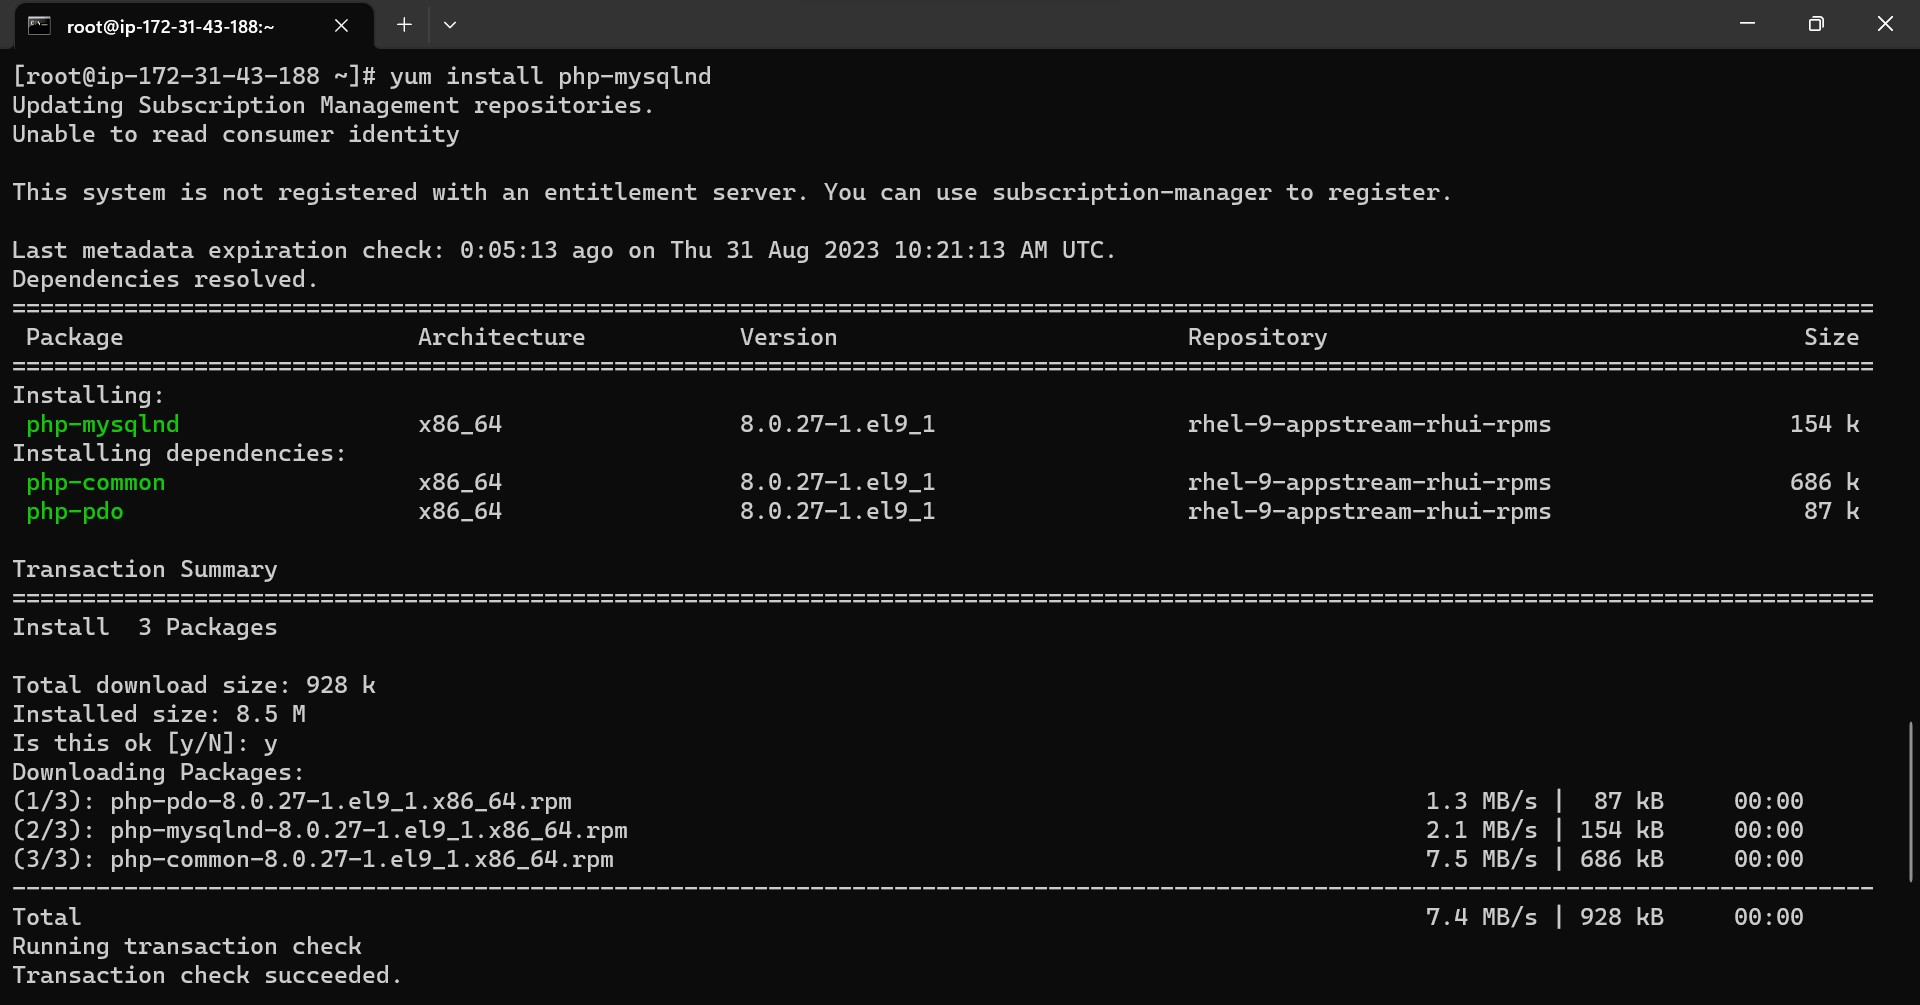 root@ip-172-31-43-188:~
[root@ip-172-31-43-188 ~]# yum install php-mysqlnd
Updating Subscription Management repositories.
Unable to read consumer identity
This system is not registered with an entitlement server. You can use subscription-manager to register.
Last metadata expiration check: 0:05:13 ago on Thu 31 Aug 2023 10:21:13 AM UTC.
Dependencies resolved.
=====================================================================================================================================
Package Architecture Version Repository Size
=====================================================================================================================================
Installing:
php-mysqlnd x86_64 8.0.27-1.el9_1 rhel-9-appstream-rhui-rpms 154 k
Installing dependencies:
php-common x86_64 8.0.27-1.el9_1 rhel-9-appstream-rhui-rpms 686 k
php-pdo x86_64 8.0.27-1.el9_1 rhel-9-appstream-rhui-rpms 87 k
Transaction Summary
=====================================================================================================================================
Install  3 Packages
Total download size: 928 k
Installed size: 8.5 M
Is this ok [y/N]: y
Downloading Packages:
(1/3): php-pdo-8.0.27-1.el9_1.x86_64.rpm 1.3 MB/s |  87 kB     00:00
(2/3): php-mysqlnd-8.0.27-1.el9_1.x86_64.rpm 2.1 MB/s | 154 kB     00:00
(3/3): php-common-8.0.27-1.el9_1.x86_64.rpm 7.5 MB/s | 686 kB     00:00
-------------------------------------------------------------------------------------------------------------------------------------
Total 7.4 MB/s | 928 kB     00:00
Running transaction check
Transaction check succeeded.